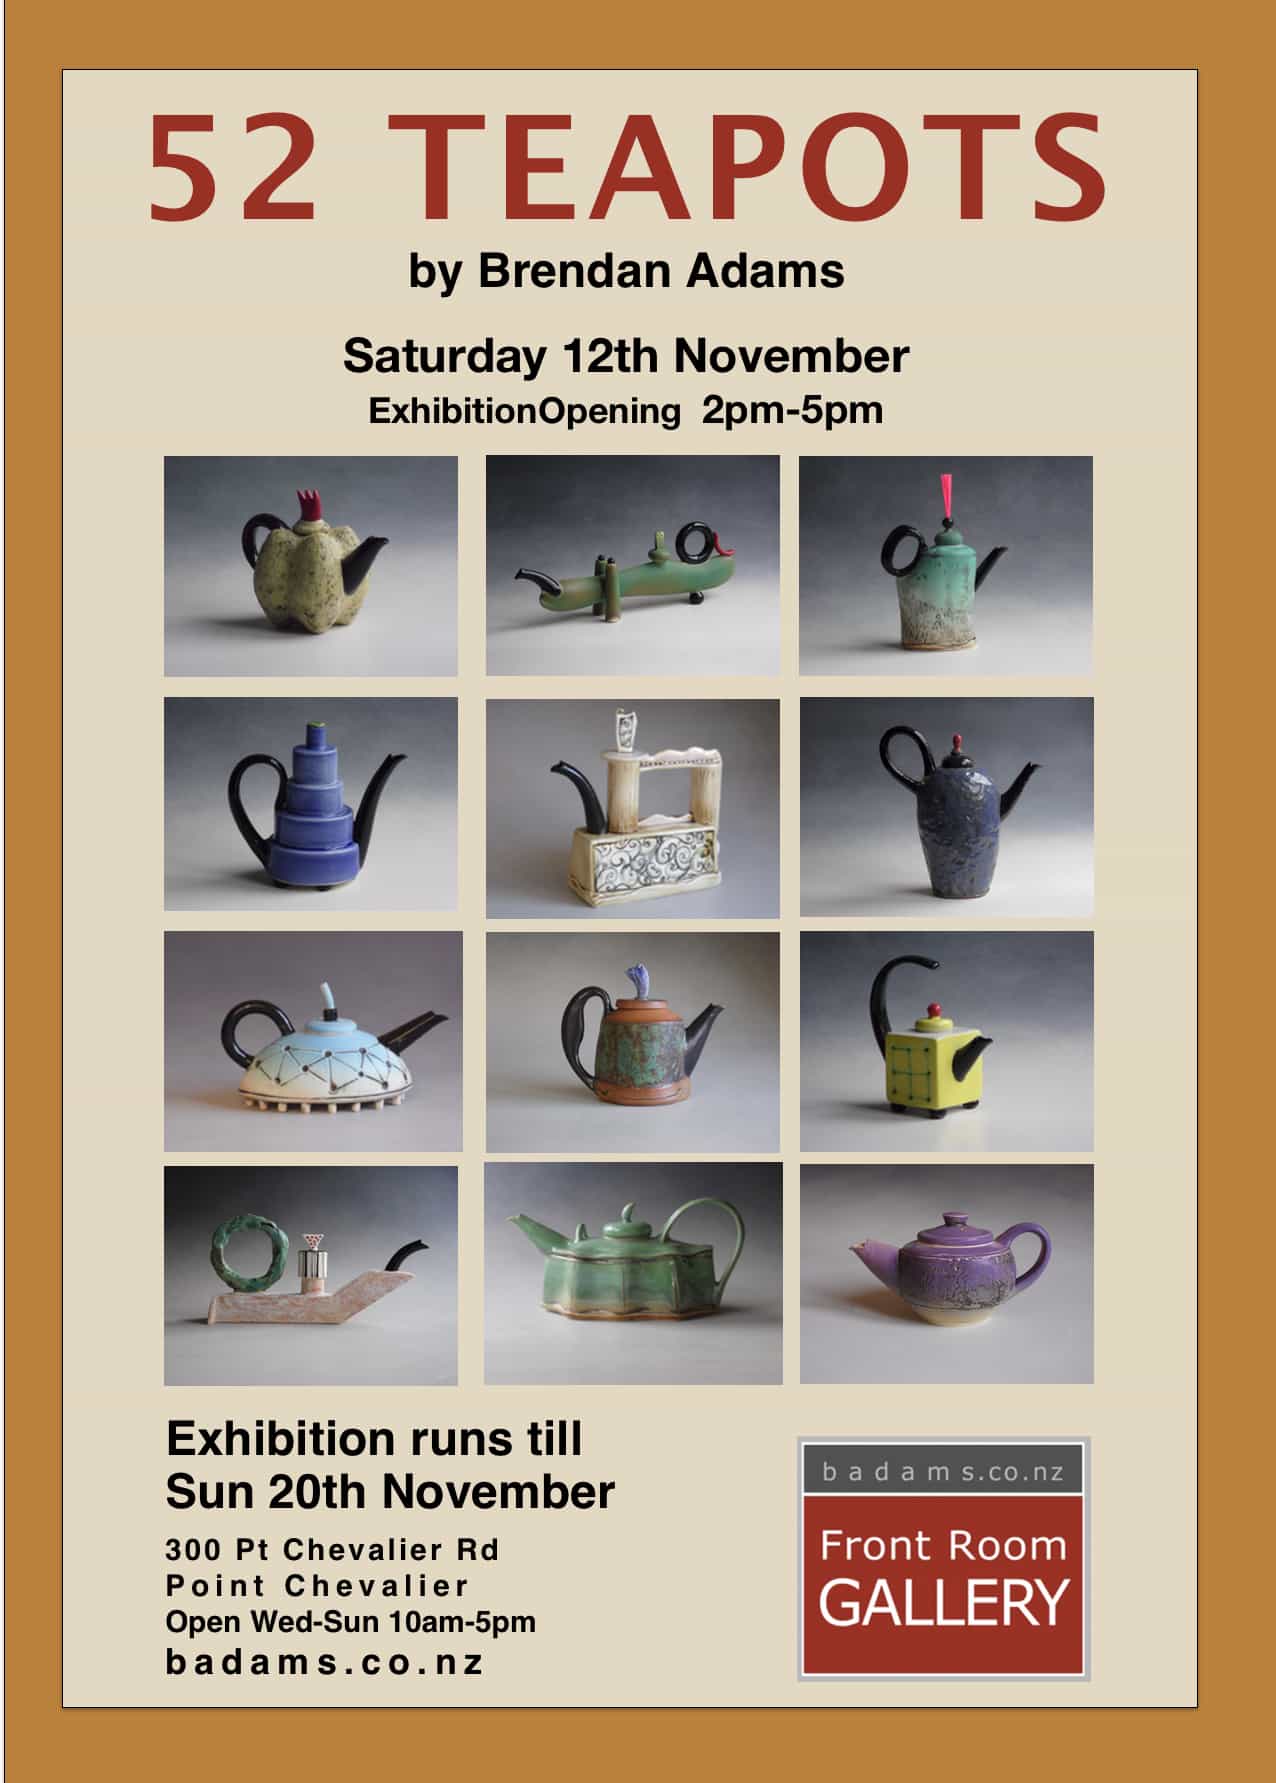 52 TEAPOTS
by Brendan Adams
Saturday 12th November
ExhibitionOpening 2pm-5pm
Exhibition runs till
Sun 20th November
300 Pt Chevalier Rd
Point Chevalier
Open Wed-Sun 10am-5pm
badams.co.nz
badams.co.nz
Front Room
GALLERY